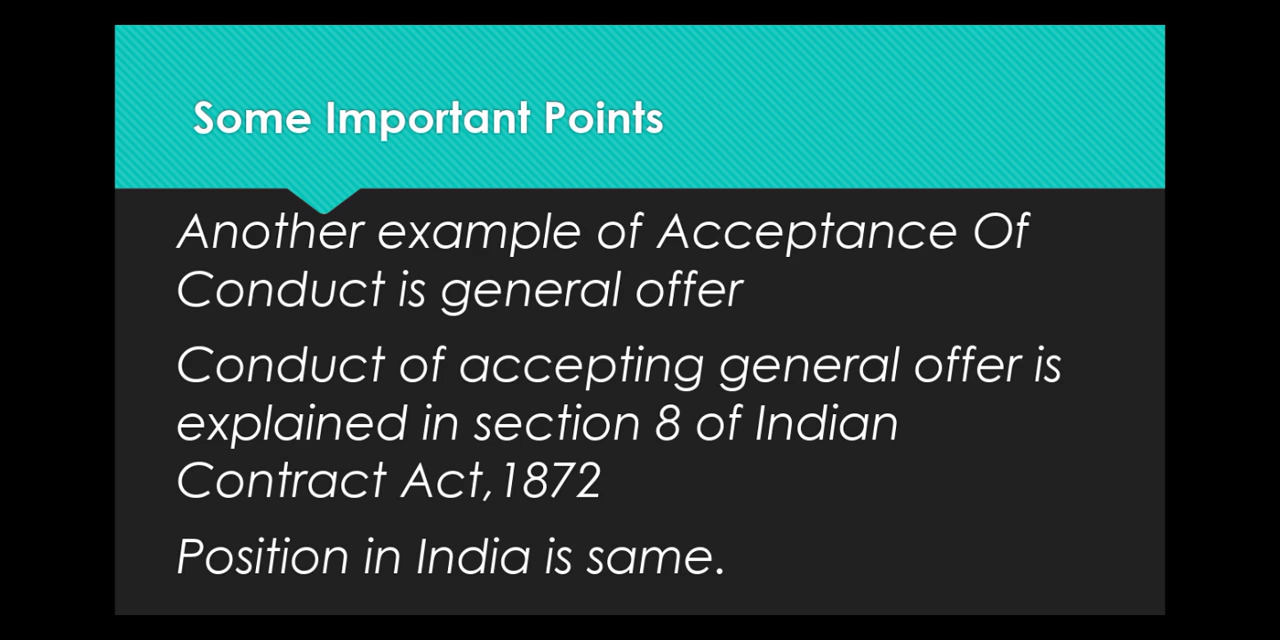 Some Important Points
Another example of Acceptance Of
Conduct is general offer
Conduct of accepting general offer is
explained in section 8 of Indian
Contract Act,1872
Position in India is same.